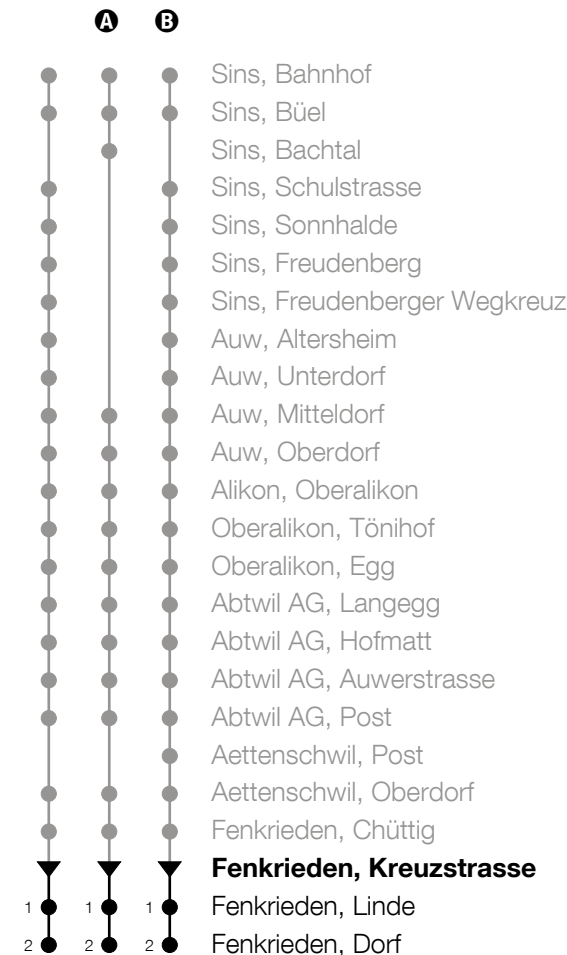 A B
Sins, Bahnhof
Sins, Büel
Sins, Bachtal
Sins, Schulstrasse
Sins, Sonnhalde
Sins, Freudenberg
Sins, Freudenberger Wegkreuz
Auw, Altersheim
Auw, Unterdorf
Auw, Mitteldorf
Auw, Oberdorf
Alikon, Oberalikon
Oberalikon, Tönihof
Oberalikon, Egg
Abtwil AG, Langegg
Abtwil AG, Hofmatt
Abtwil AG, Auwerstrasse
Abtwil AG, Post
Aettenschwil, Post
Aettenschwil, Oberdorf
Fenkrieden, Chüttig
Fenkrieden, Kreuzstrasse
1 1 1 Fenkrieden, Linde
2 2 2 Fenkrieden, Dorf